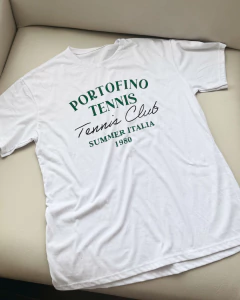 PORTOFINO
TENNIS
Tennis Club
SUMMER ITALIA
1980